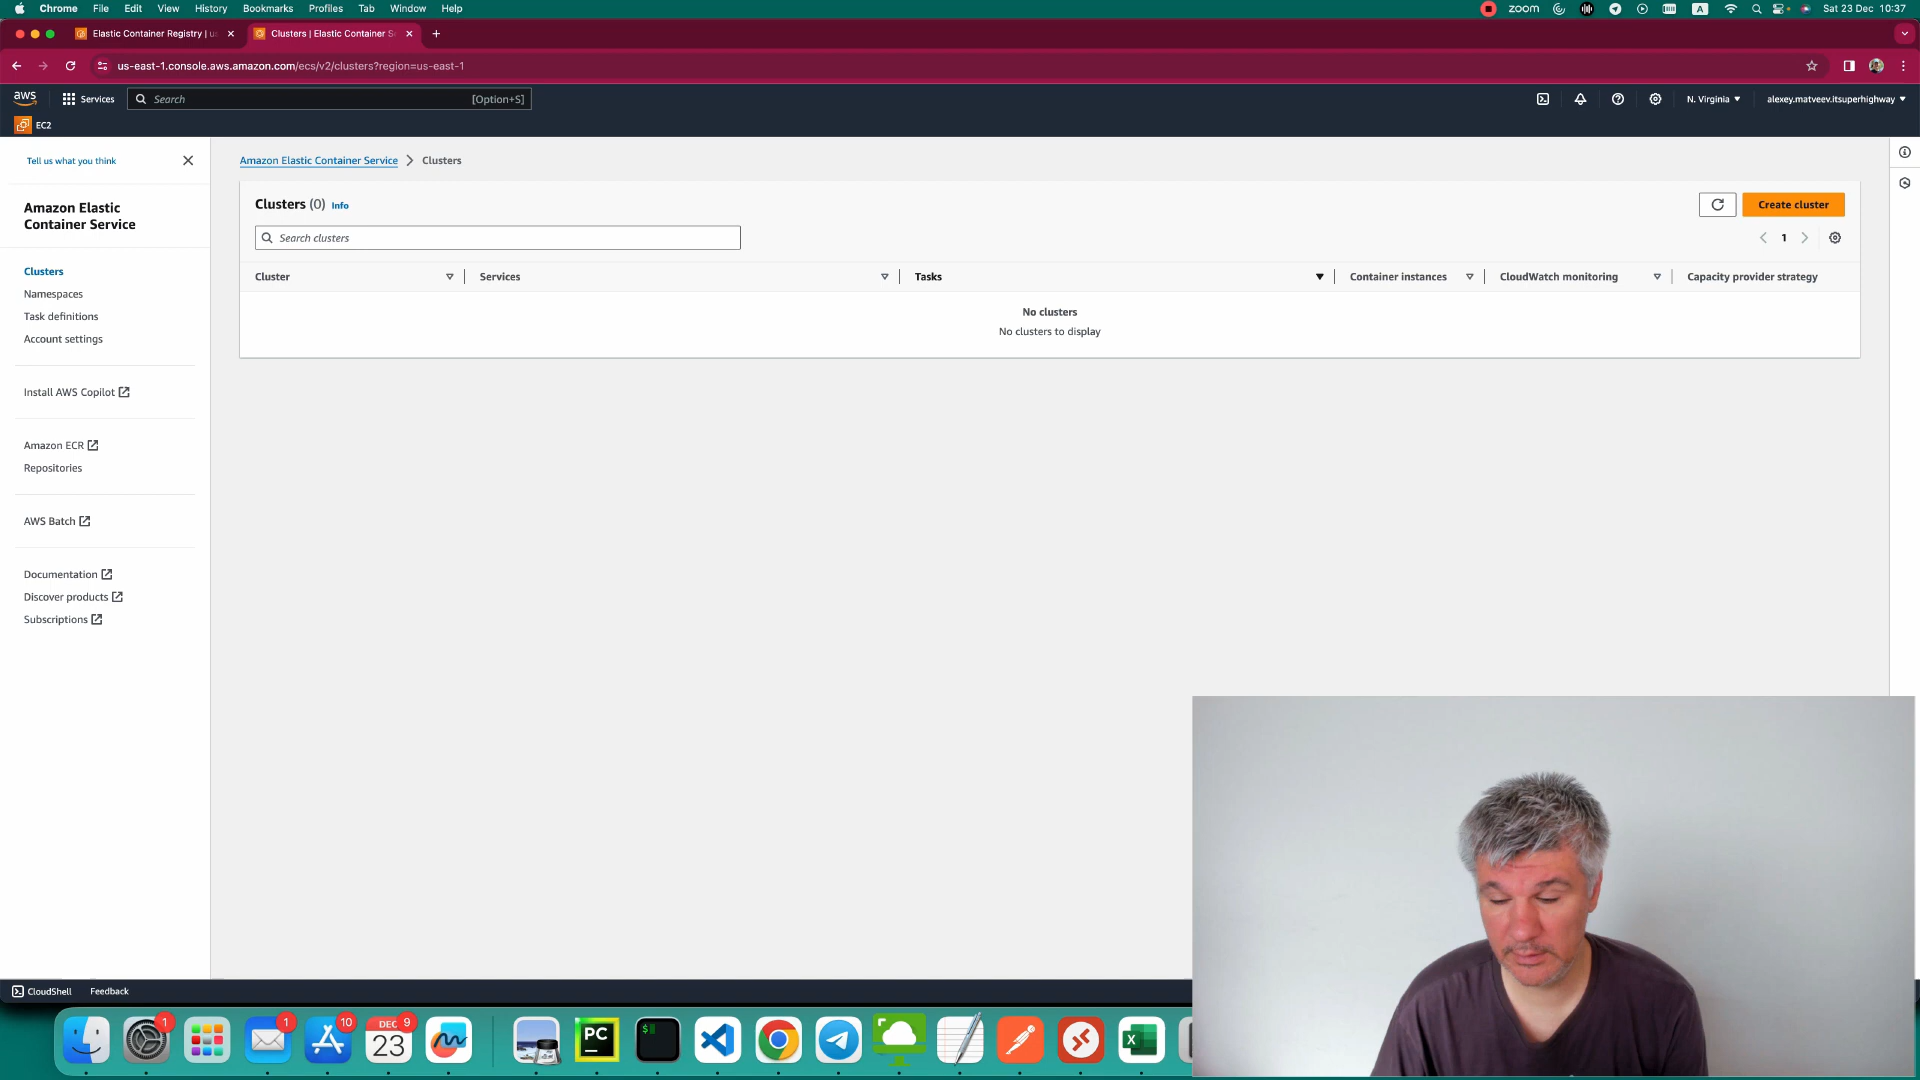 Chrome File Edit View History Bookmarks Profiles Tab Window Help
zoom A Sat 23 Dec 10:37
Elastic Container Registry | us
Clusters | Elastic Container S
us-east-1.console.aws.amazon.com/ecs/v2/clusters?region=us-east-1
aws Services Search [Option+S] N. Virginia alexey.matveev.itsuperhighway
EC2
Tell us what you think
Amazon Elastic Container Service Clusters
Amazon Elastic
Container Service
Clusters
Namespaces
Task definitions
Account settings
Install AWS Copilot
Amazon ECR
Repositories
AWS Batch
Documentation
Discover products
Subscriptions
Clusters (0) Info
Create cluster
Search clusters
1
Cluster Services Tasks Container instances CloudWatch monitoring Capacity provider strategy
No clusters
No clusters to display
CloudShell Feedback
1
1
10
DEC 9
23
PC
$
X